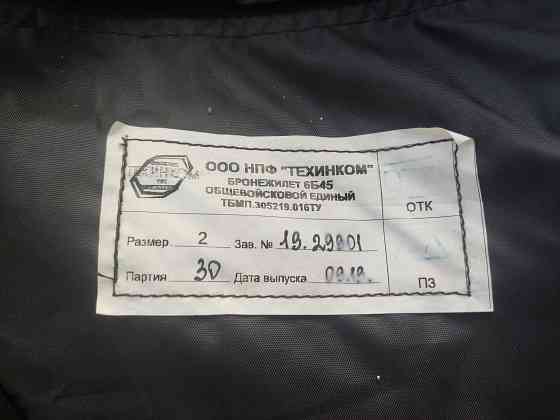 ООО НПФ "ТЕХИНКОМ"
БРОНЕЖИЛЕТ 6Б45
ОБЩЕВОЙСКОВОЙ ЕДИНЫЙ
ТБМП.305219.016ТУ
ОТК
Размер 2 Зав. № 19.29901
Партия 30 Дата выпуска 09.19.
ПЗ